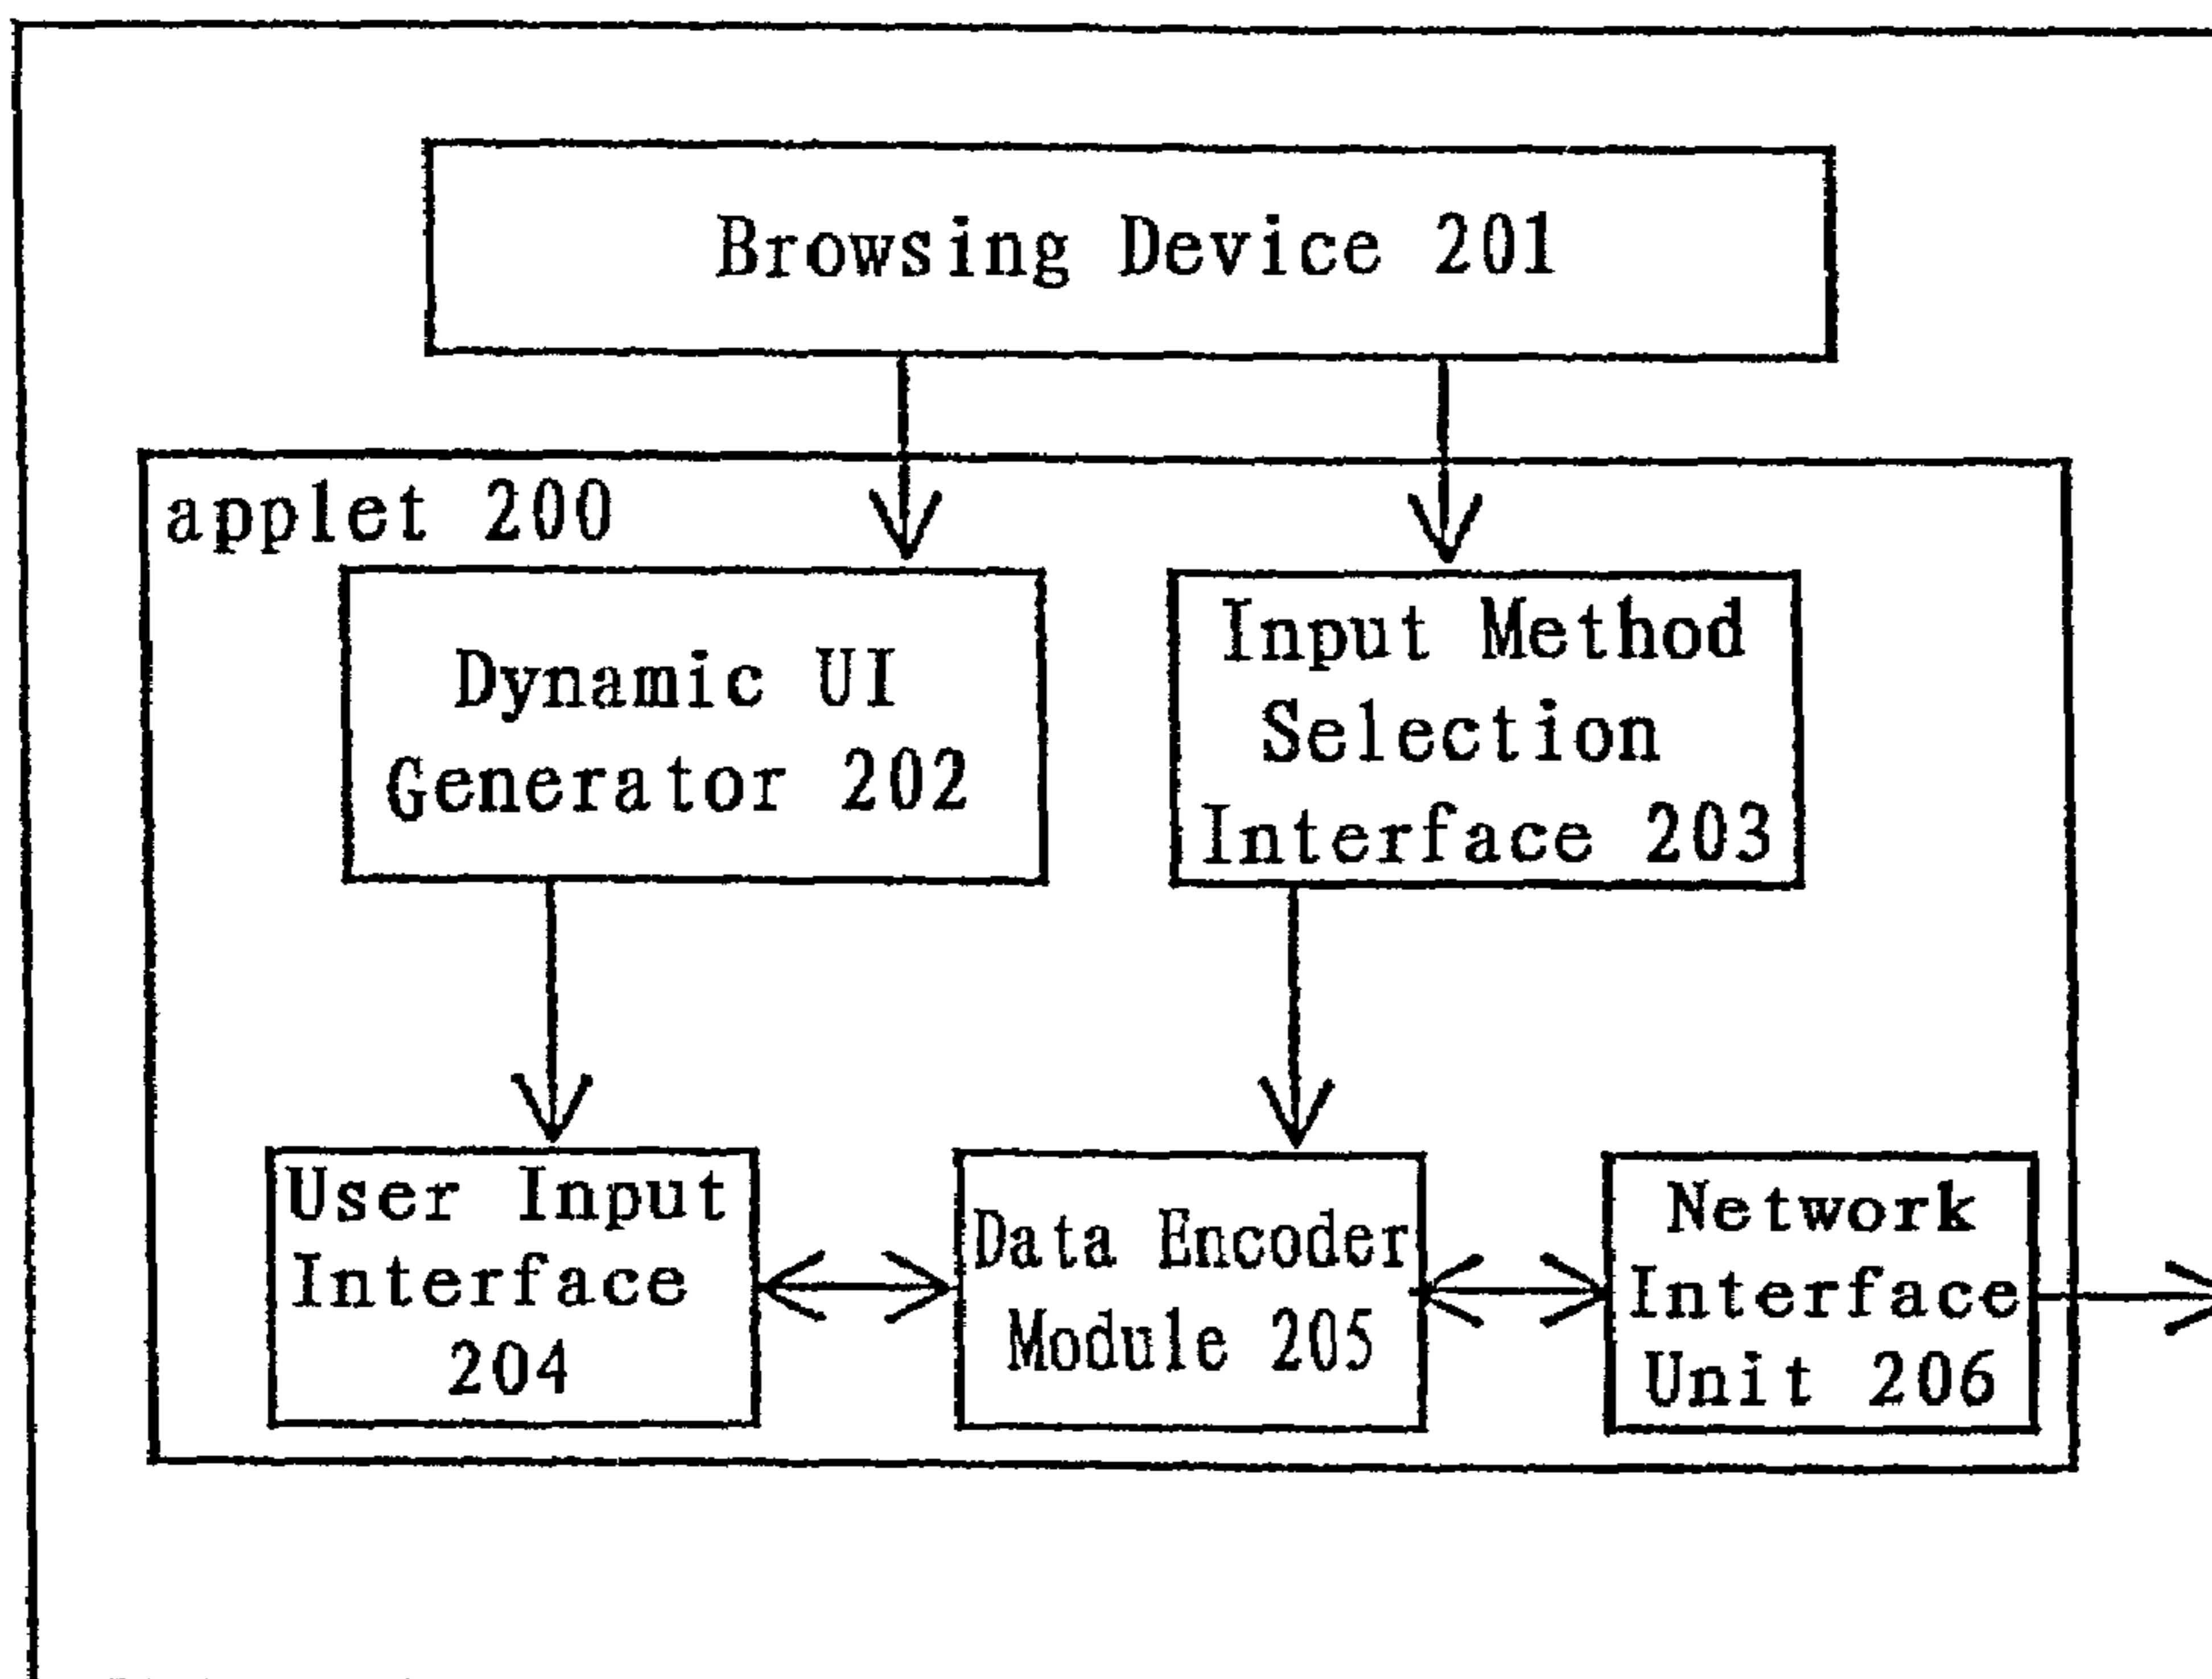 Browsing Device 201
applet 200
Dynamic UI
Generator 202
Input Method
Selection
Interface 203
User Input
Interface
204
Data Encoder
Module 205
Network
Interface
Unit 206